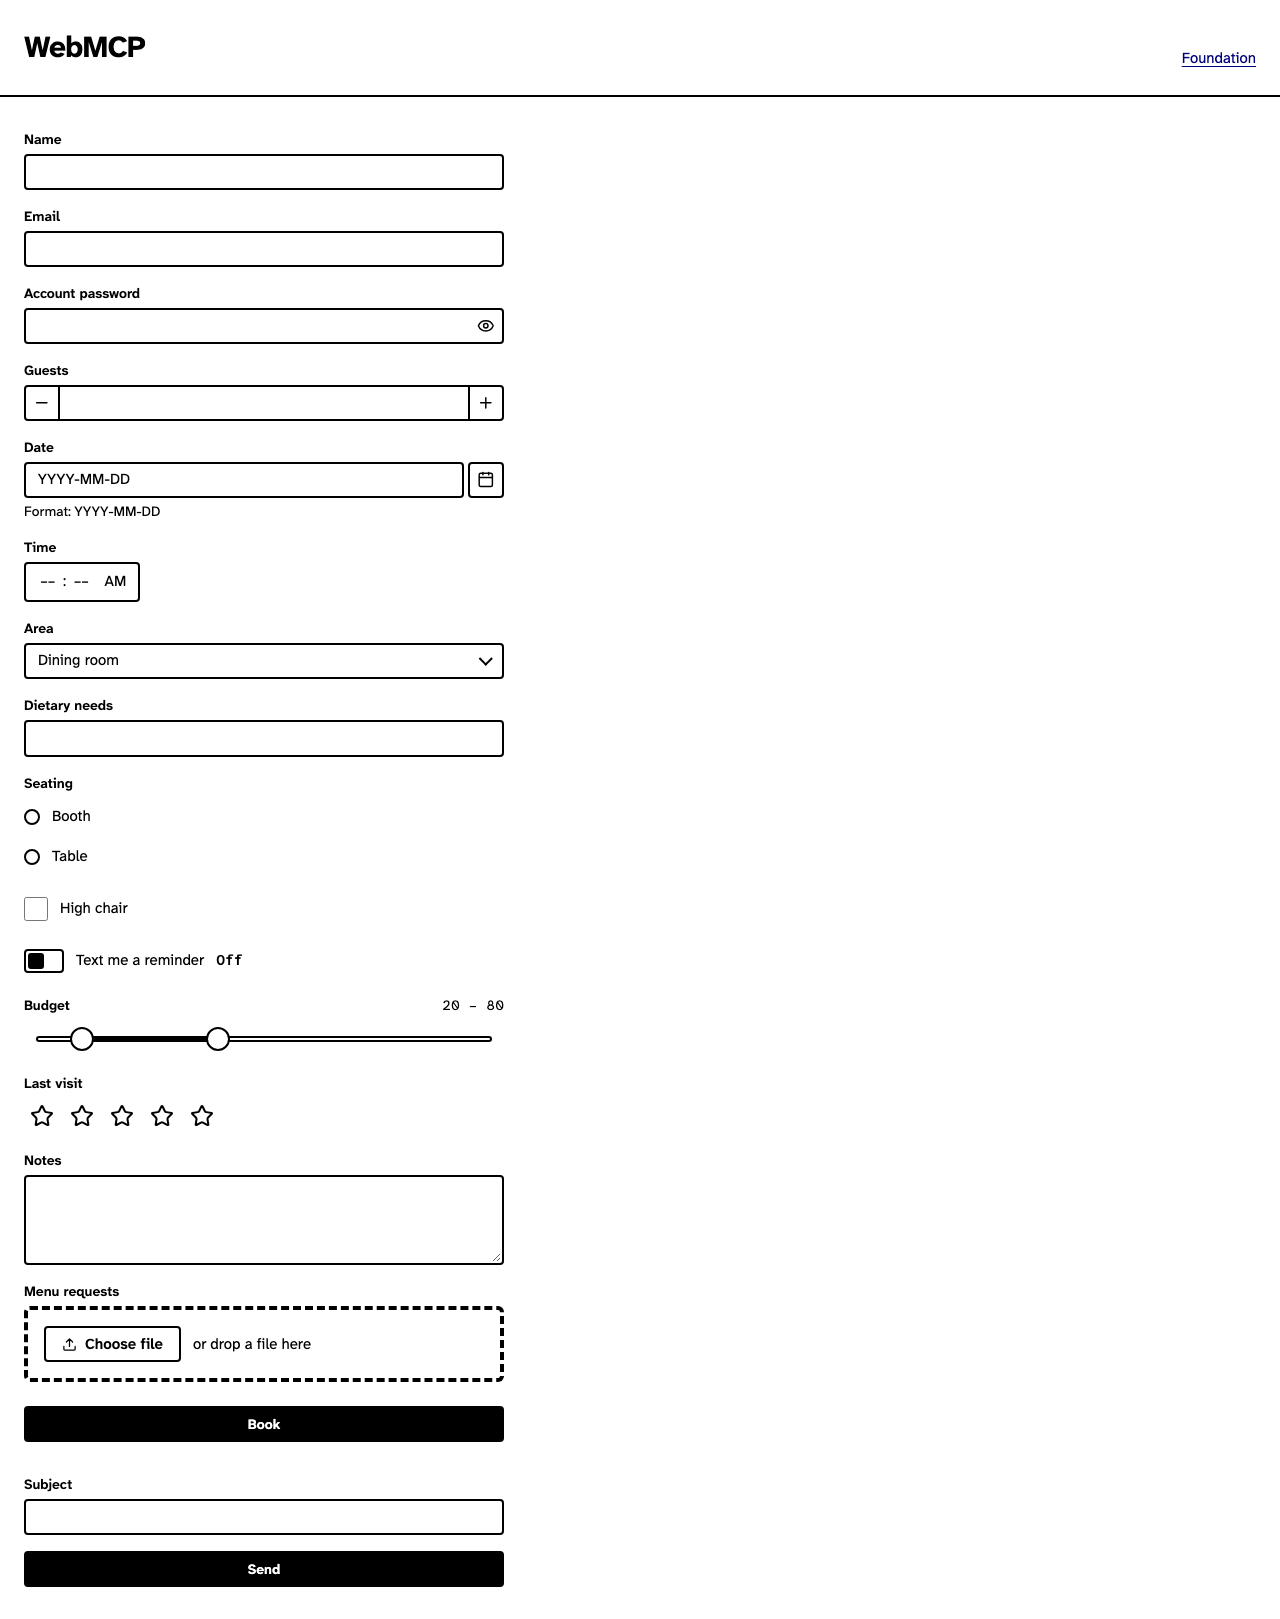 WebMCP
Foundation
Name
Email
Account password
Guests
Date
YYYY-MM-DD
Format: YYYY-MM-DD
Time
-- : -- AM
Area
Dining room
Dietary needs
Seating
Booth
Table
High chair
Text me a reminder Off
Budget 20 – 80
Last visit
Notes
Menu requests
Choose file or drop a file here
Book
Subject
Send